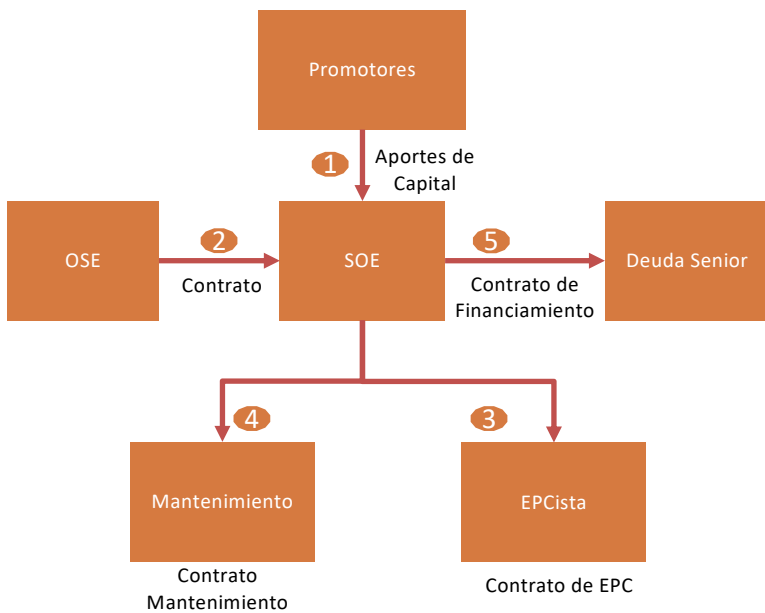 Promotores
1
Aportes de
Capital
OSE
2
Contrato
SOE
5
Contrato de
Financiamiento
Deuda Senior
4
3
Mantenimiento
EPCista
Contrato
Mantenimiento
Contrato de EPC